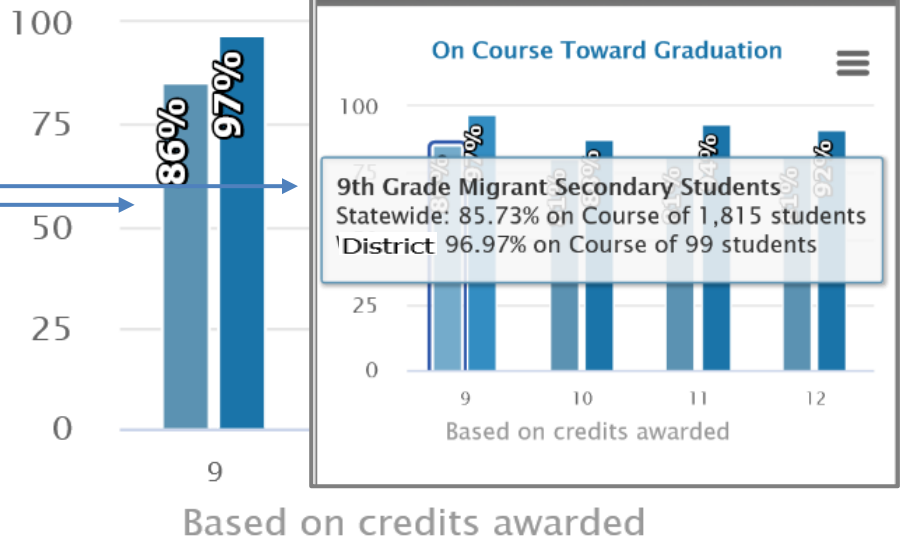 100
75
50
25
0
86%
97%
9
Based on credits awarded
On Course Toward Graduation
100
9th Grade Migrant Secondary Students
Statewide: 85.73% on Course of 1,815 students
District 96.97% on Course of 99 students
25
0
92%
9
10
11
12
Based on credits awarded